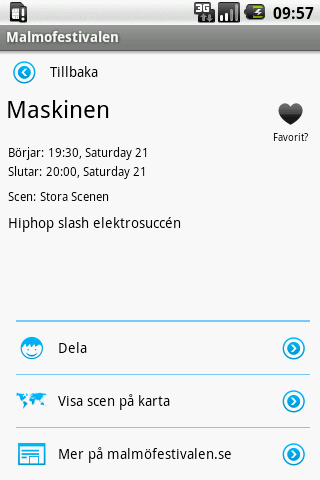 3G 09:57
Malmofestivalen
Tillbaka
Maskinen
Favorit?
Börjar: 19:30, Saturday 21
Slutar: 20:00, Saturday 21
Scen: Stora Scenen
Hiphop slash elektrosuccén
Dela
Visa scen på karta
Mer på malmöfestivalen.se